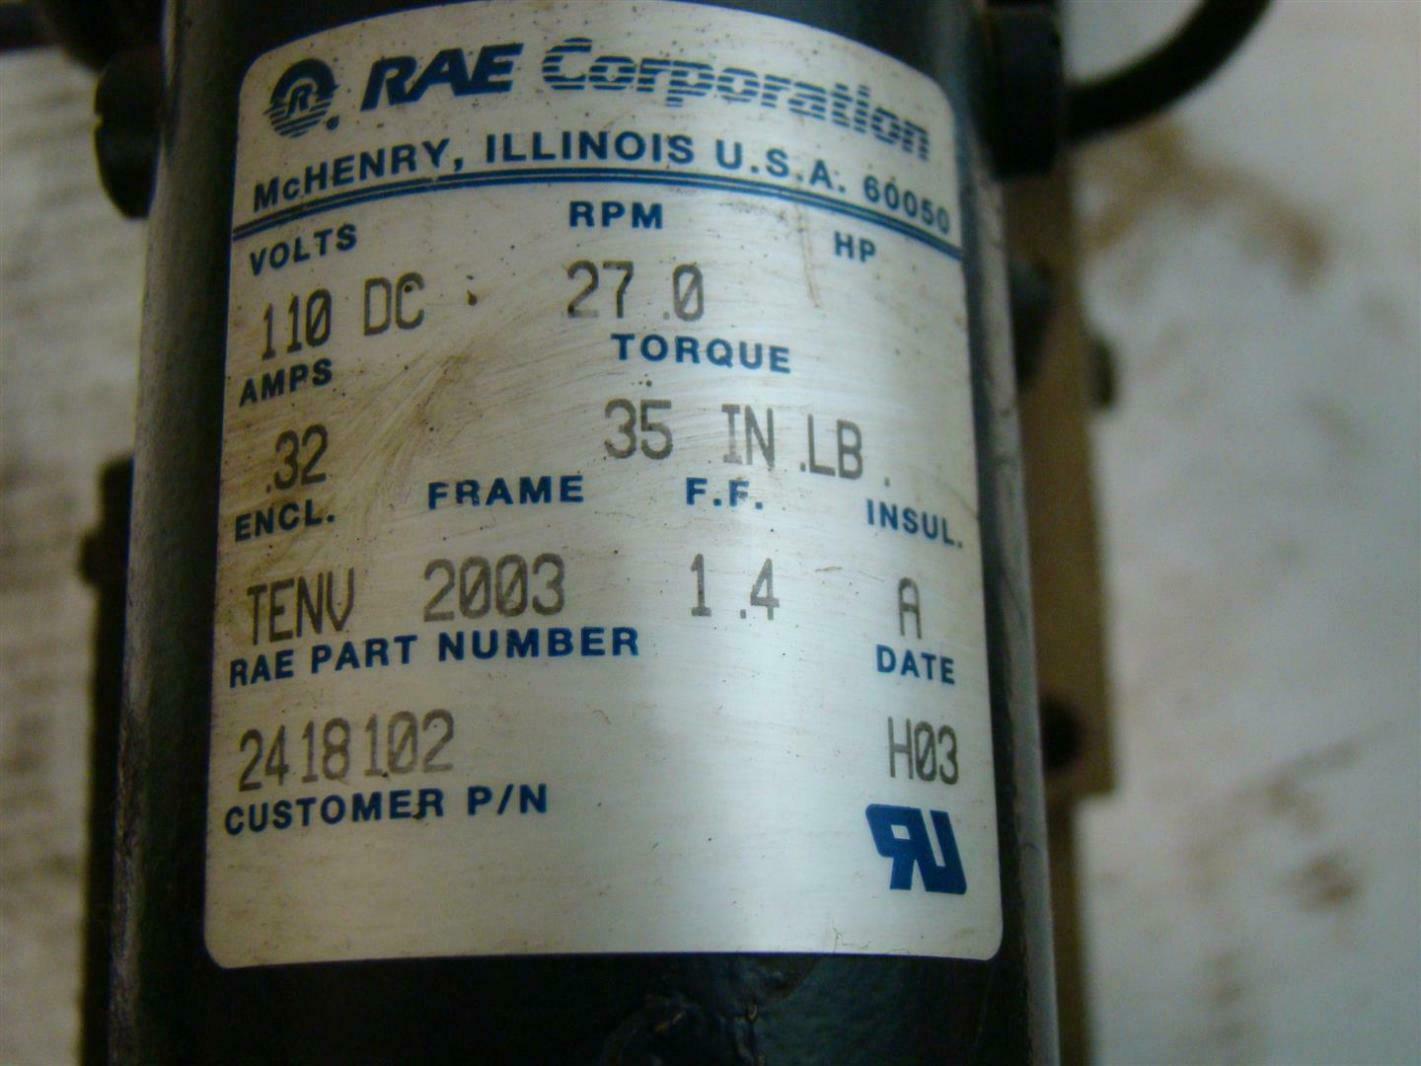 R
RAE Corporation
McHENRY, ILLINOIS U.S.A. 60050
VOLTS RPM HP
110 DC 27.0
AMPS TORQUE
.32 35 IN.LB.
ENCL. FRAME F.F. INSUL.
TENV 2003 1.4 A
RAE PART NUMBER DATE
2418102 H03
CUSTOMER P/N
RU